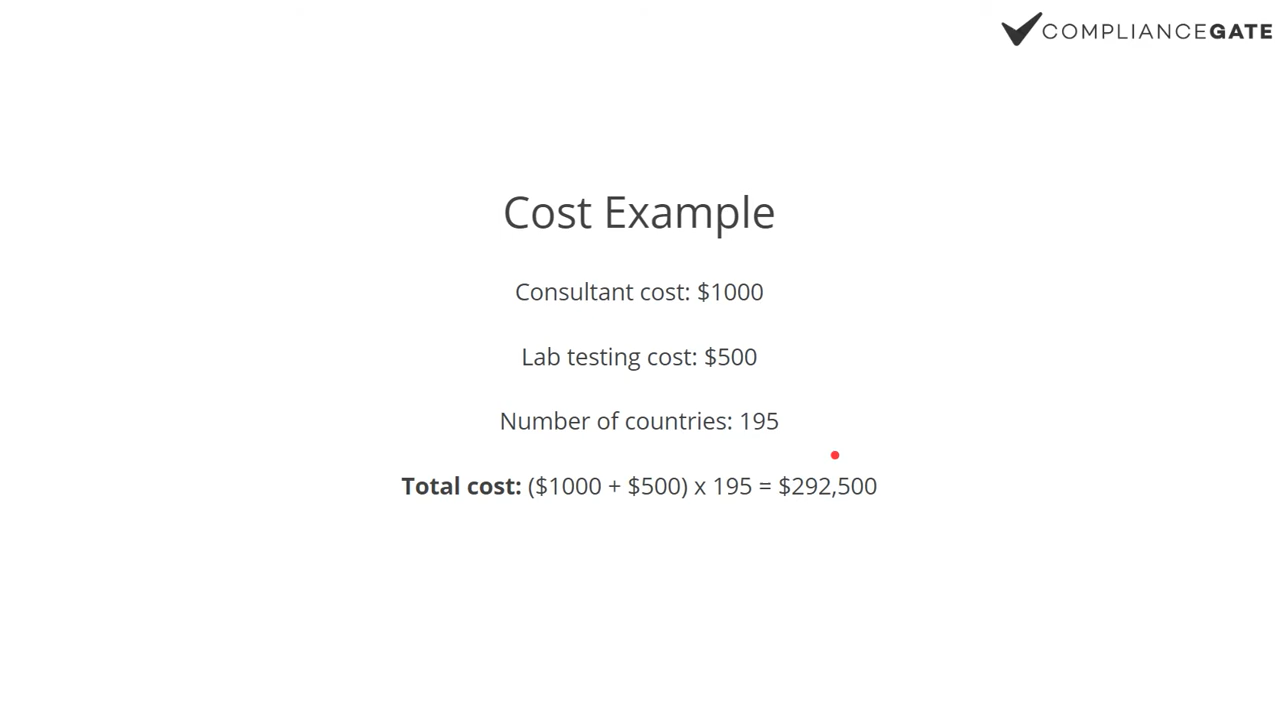 COMPLIANCEGATE
Cost Example
Consultant cost: $1000
Lab testing cost: $500
Number of countries: 195
Total cost: ($1000 + $500) x 195 = $292,500